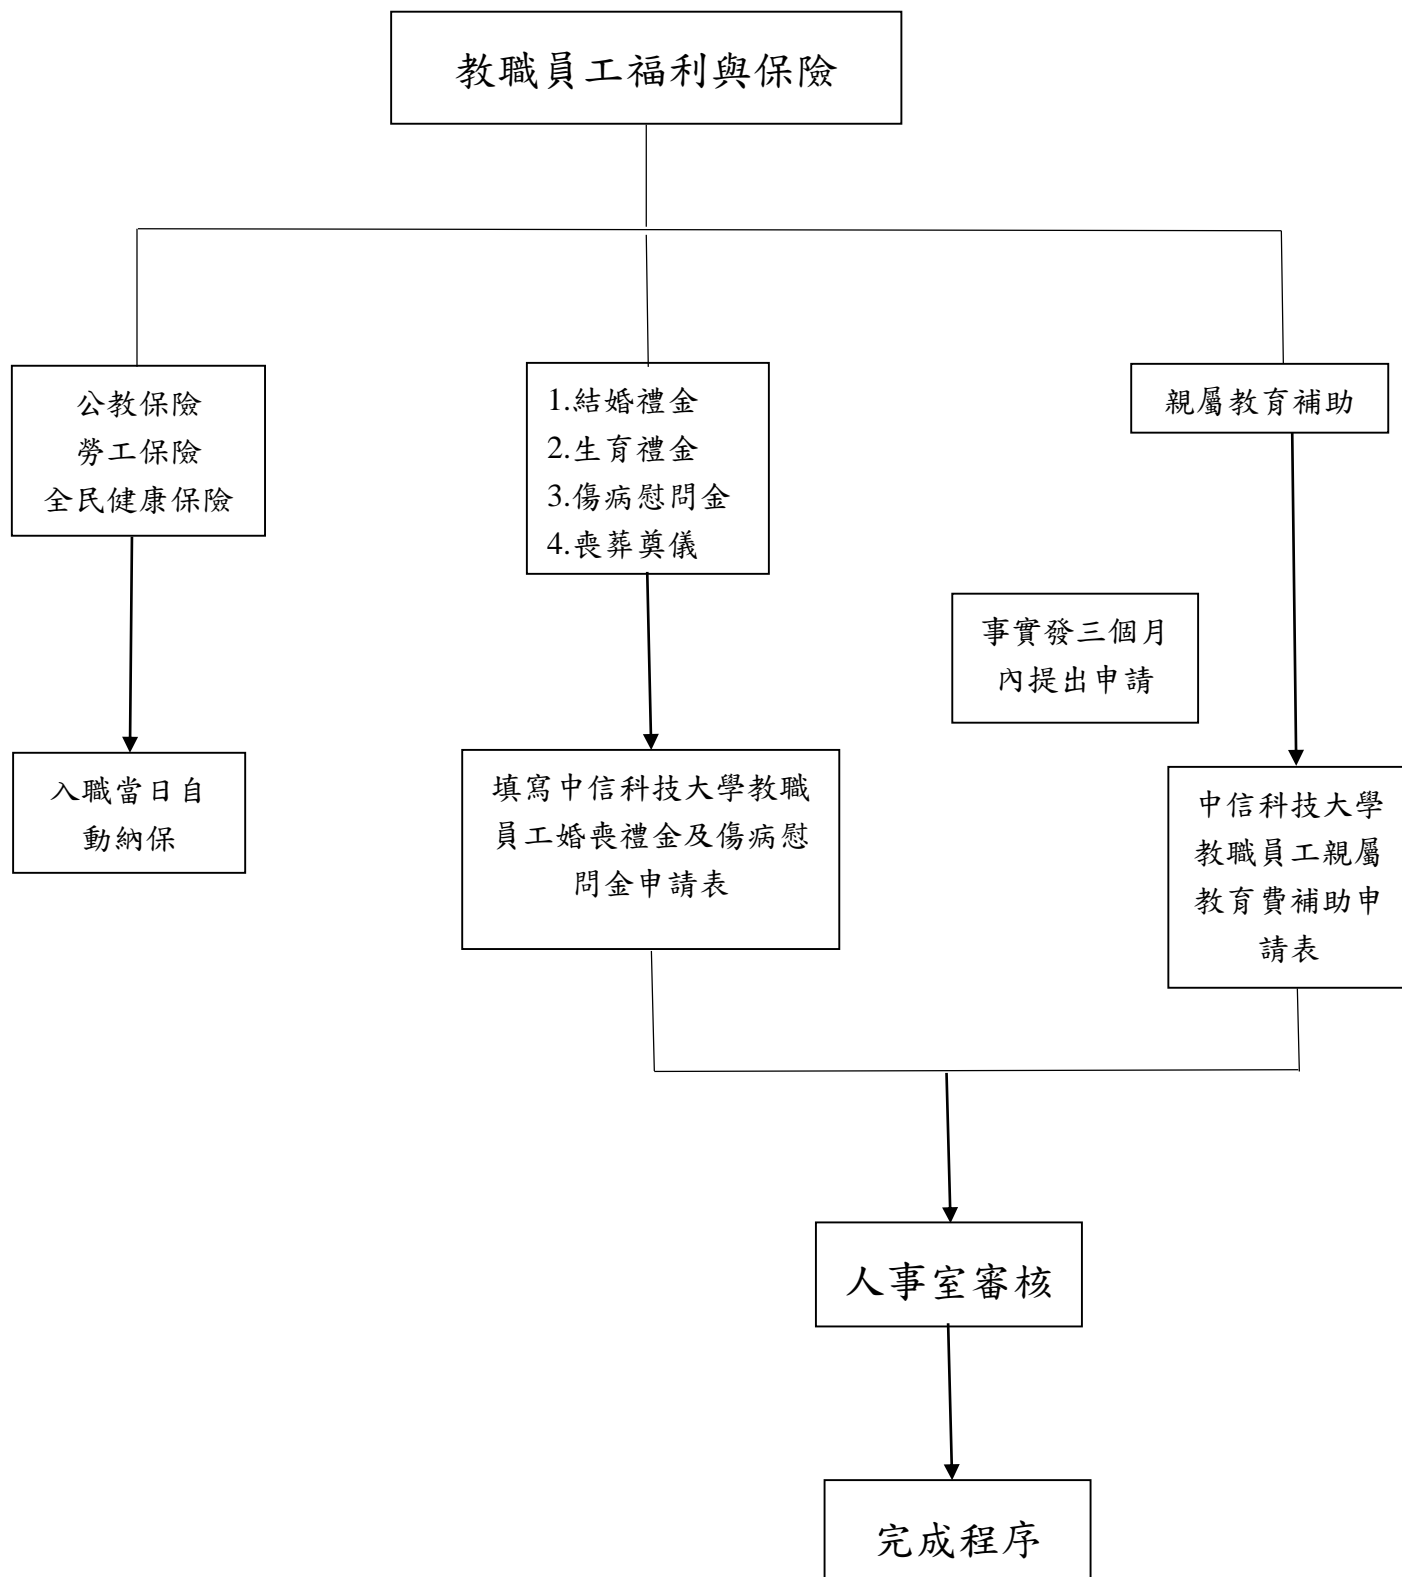 教職員工福利與保險
公教保險
勞工保險
全民健康保險
1.結婚禮金
2.生育禮金
3.傷病慰問金
4.喪葬奠儀
親屬教育補助
事實發三個月
內提出申請
入職當日自
動納保
填寫中信科技大學教職
員工婚喪禮金及傷病慰
問金申請表
中信科技大學
教職員工親屬
教育費補助申
請表
人事室審核
完成程序